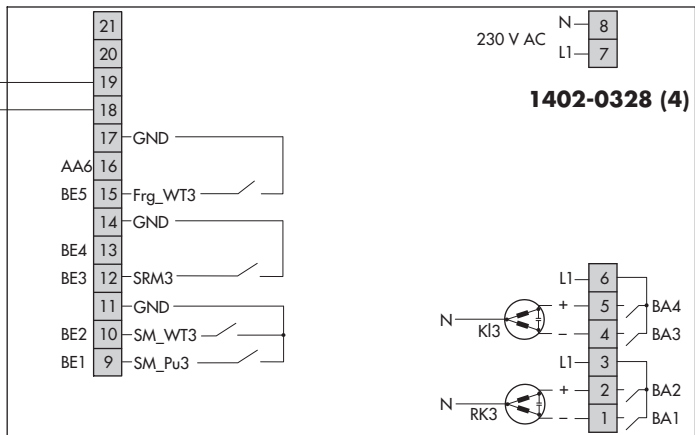 21
20
19
18
17 GND
AA6 16
BE5 15 Frg_WT3
14 GND
BE4 13
BE3 12 SRM3
11 GND
BE2 10 SM_WT3
BE1 9 SM_Pu3
230 V AC
N 8
L1 7
1402-0328 (4)
L1 6
+ 5 BA4
N Kl3
− 4 BA3
L1 3
+ 2 BA2
N RK3
− 1 BA1